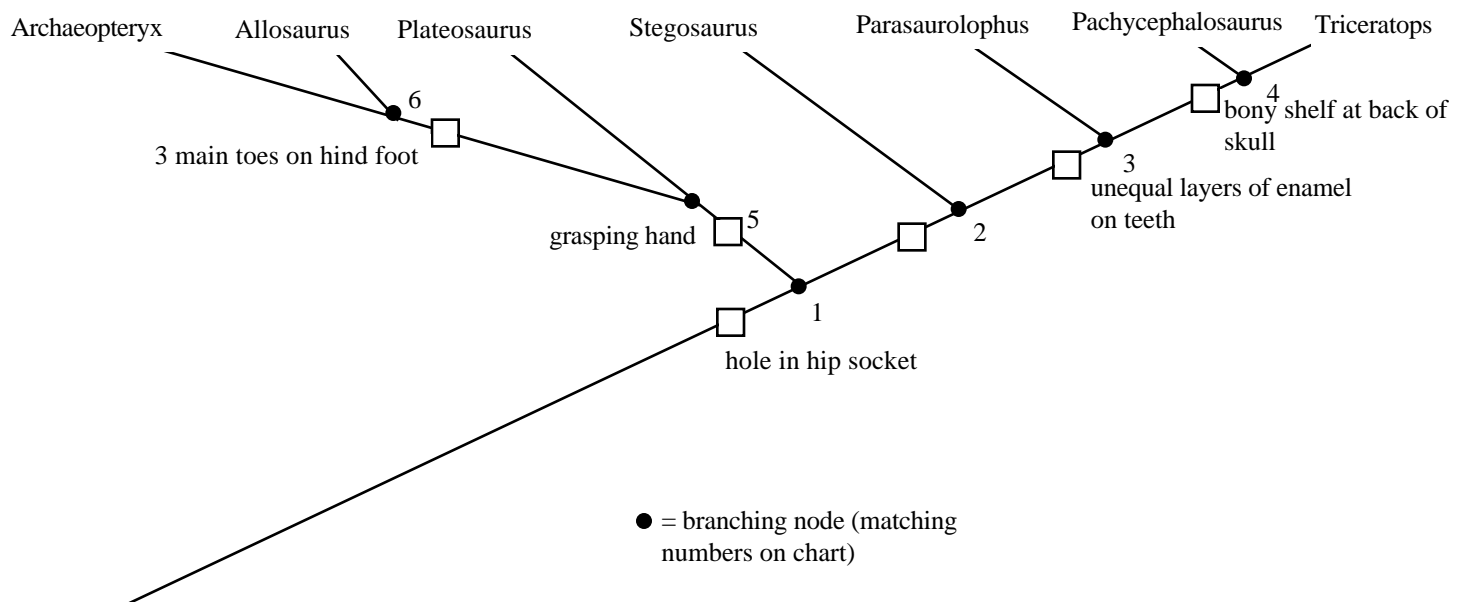 Archaeopteryx
Allosaurus
Plateosaurus
Stegosaurus
Parasaurolophus
Pachycephalosaurus
Triceratops
6
3 main toes on hind foot
4
bony shelf at back of
skull
3
unequal layers of enamel
on teeth
5
grasping hand
2
1
hole in hip socket
= branching node (matching
numbers on chart)